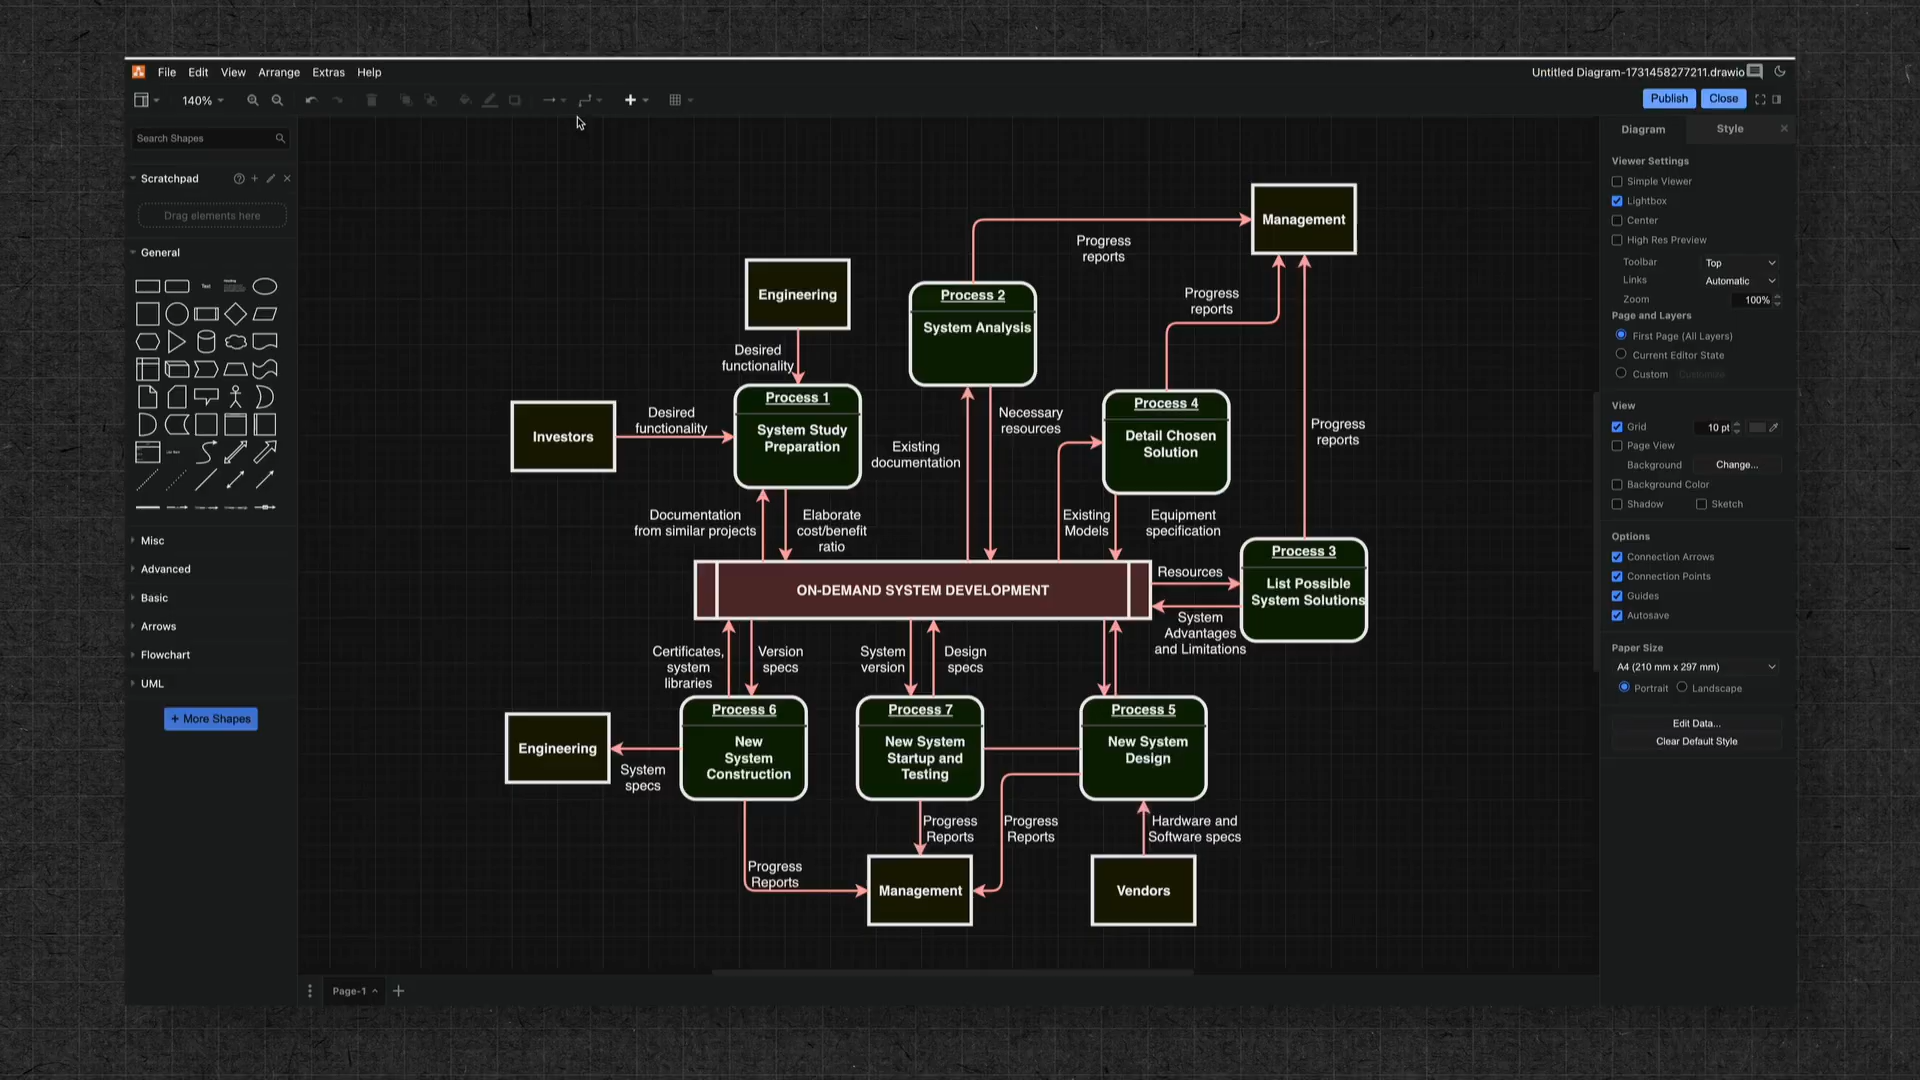 File Edit View Arrange Extras Help
Untitled Diagram-1731458277211.drawio
140%
Publish
Close
Search Shapes
Scratchpad
Drag elements here
General
Text
Misc
Advanced
Basic
Arrows
Flowchart
UML
+ More Shapes
Management
Progress
reports
Engineering
Process 2
System Analysis
Progress
reports
Desired
functionality
Process 1
System Study
Preparation
Investors
Desired
functionality
Existing
documentation
Necessary
resources
Process 4
Detail Chosen
Solution
Progress
reports
Documentation
from similar projects
Elaborate
cost/benefit
ratio
Existing
Models
Equipment
specification
Process 3
List Possible
System Solutions
ON-DEMAND SYSTEM DEVELOPMENT
Resources
System
Advantages
and Limitations
Certificates,
system
libraries
Version
specs
System
version
Design
specs
Process 6
New
System
Construction
Process 7
New System
Startup and
Testing
Process 5
New System
Design
Engineering
System
specs
Progress
Reports
Progress
Reports
Progress
Reports
Hardware and
Software specs
Management
Vendors
Page-1
Diagram
Style
Viewer Settings
Simple Viewer
Lightbox
Center
High Res Preview
Toolbar Top
Links Automatic
Zoom 100%
Page and Layers
First Page (All Layers)
Current Editor State
Custom Customize
View
Grid 10 pt
Page View
Background Change...
Background Color
Shadow Sketch
Options
Connection Arrows
Connection Points
Guides
Autosave
Paper Size
A4 (210 mm x 297 mm)
Portrait Landscape
Edit Data...
Clear Default Style